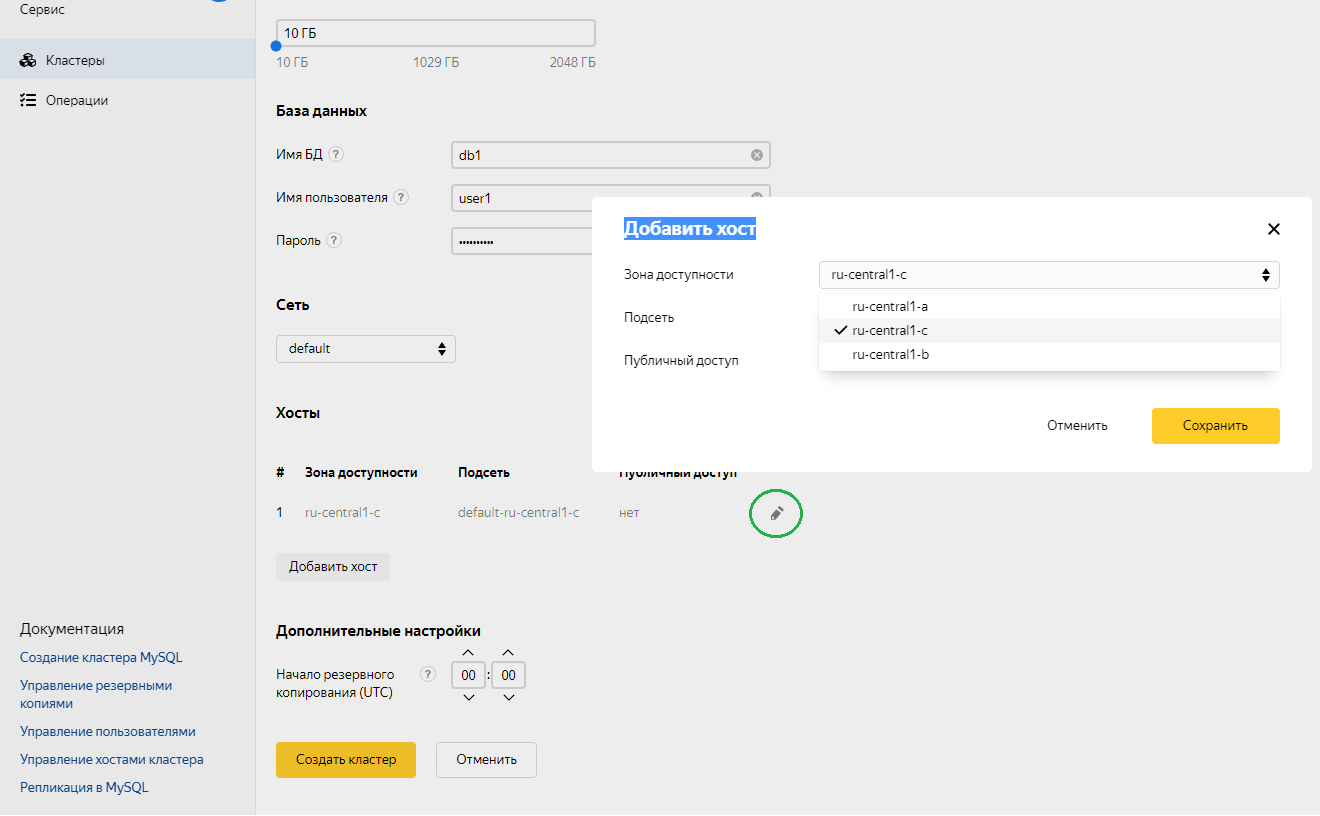 Сервис
Кластеры
Операции
10 ГБ
10 ГБ 1029 ГБ 2048 ГБ
База данных
Имя БД ? db1
Имя пользователя ? user1
Пароль ? ••••••••••
Сеть
default
Хосты
# Зона доступности Подсеть Публичный доступ
1 ru-central1-c default-ru-central1-c нет
Добавить хост
Дополнительные настройки
Начало резервного
копирования (UTC) ? 00 : 00
Создать кластер Отменить
Добавить хост
Зона доступности ru-central1-c
ru-central1-a
Подсеть
ru-central1-c
ru-central1-b
Публичный доступ
Отменить Сохранить
Документация
Создание кластера MySQL
Управление резервными
копиями
Управление пользователями
Управление хостами кластера
Репликация в MySQL